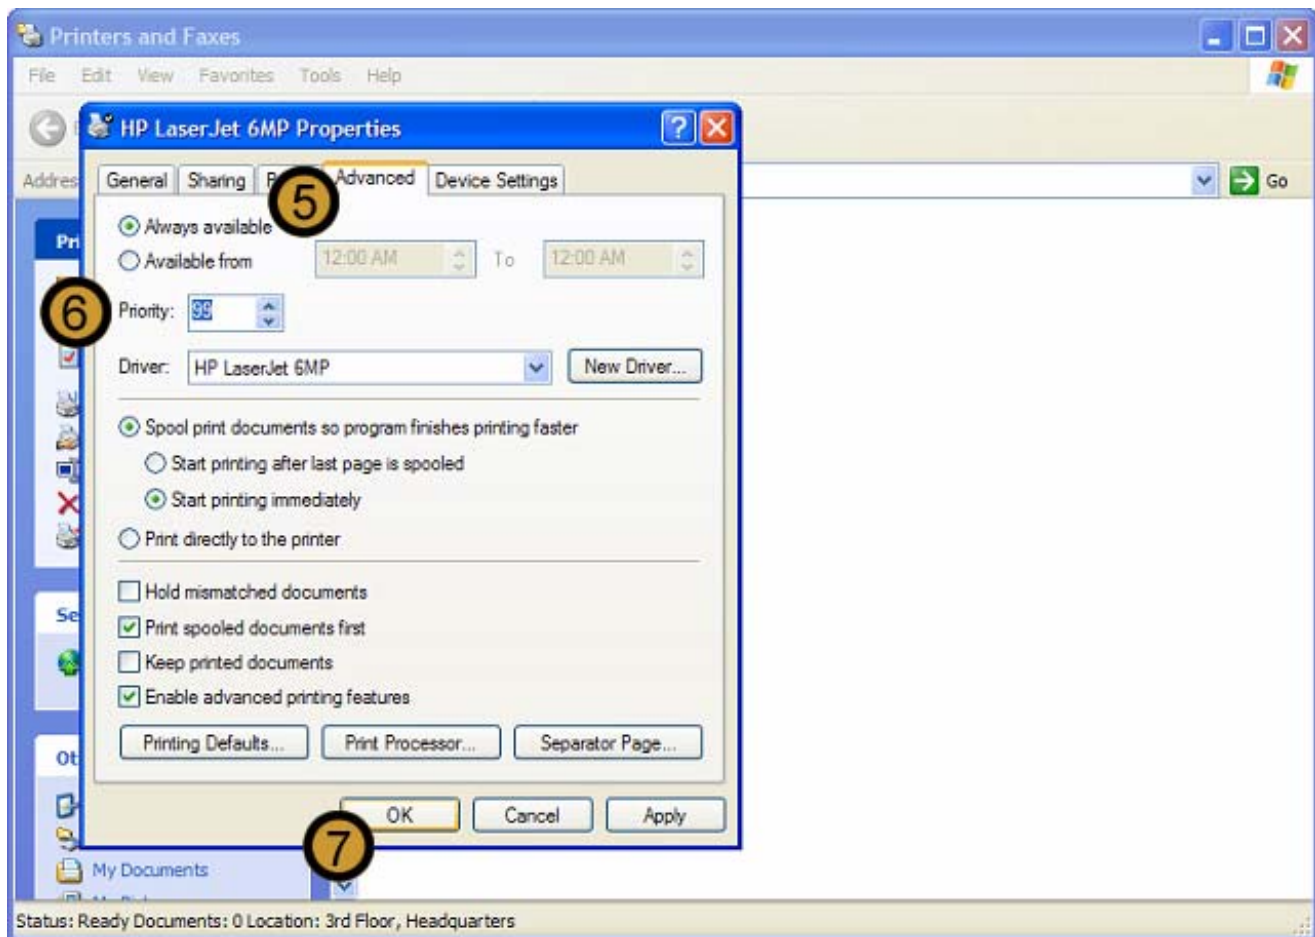 Printers and Faxes
File Edit View Favorites Tools Help
HP LaserJet 6MP Properties
Addres
Go
General Sharing Advanced Device Settings
5
Always available
Pri
Available from 12:00 AM To 12:00 AM
6
Priority: 99
Driver: HP LaserJet 6MP New Driver...
Spool print documents so program finishes printing faster
Start printing after last page is spooled
Start printing immediately
Print directly to the printer
Hold mismatched documents
Se
Print spooled documents first
Keep printed documents
Enable advanced printing features
Printing Defaults... Print Processor... Separator Page...
Ot
OK Cancel Apply
7
My Documents
Status: Ready Documents: 0 Location: 3rd Floor, Headquarters